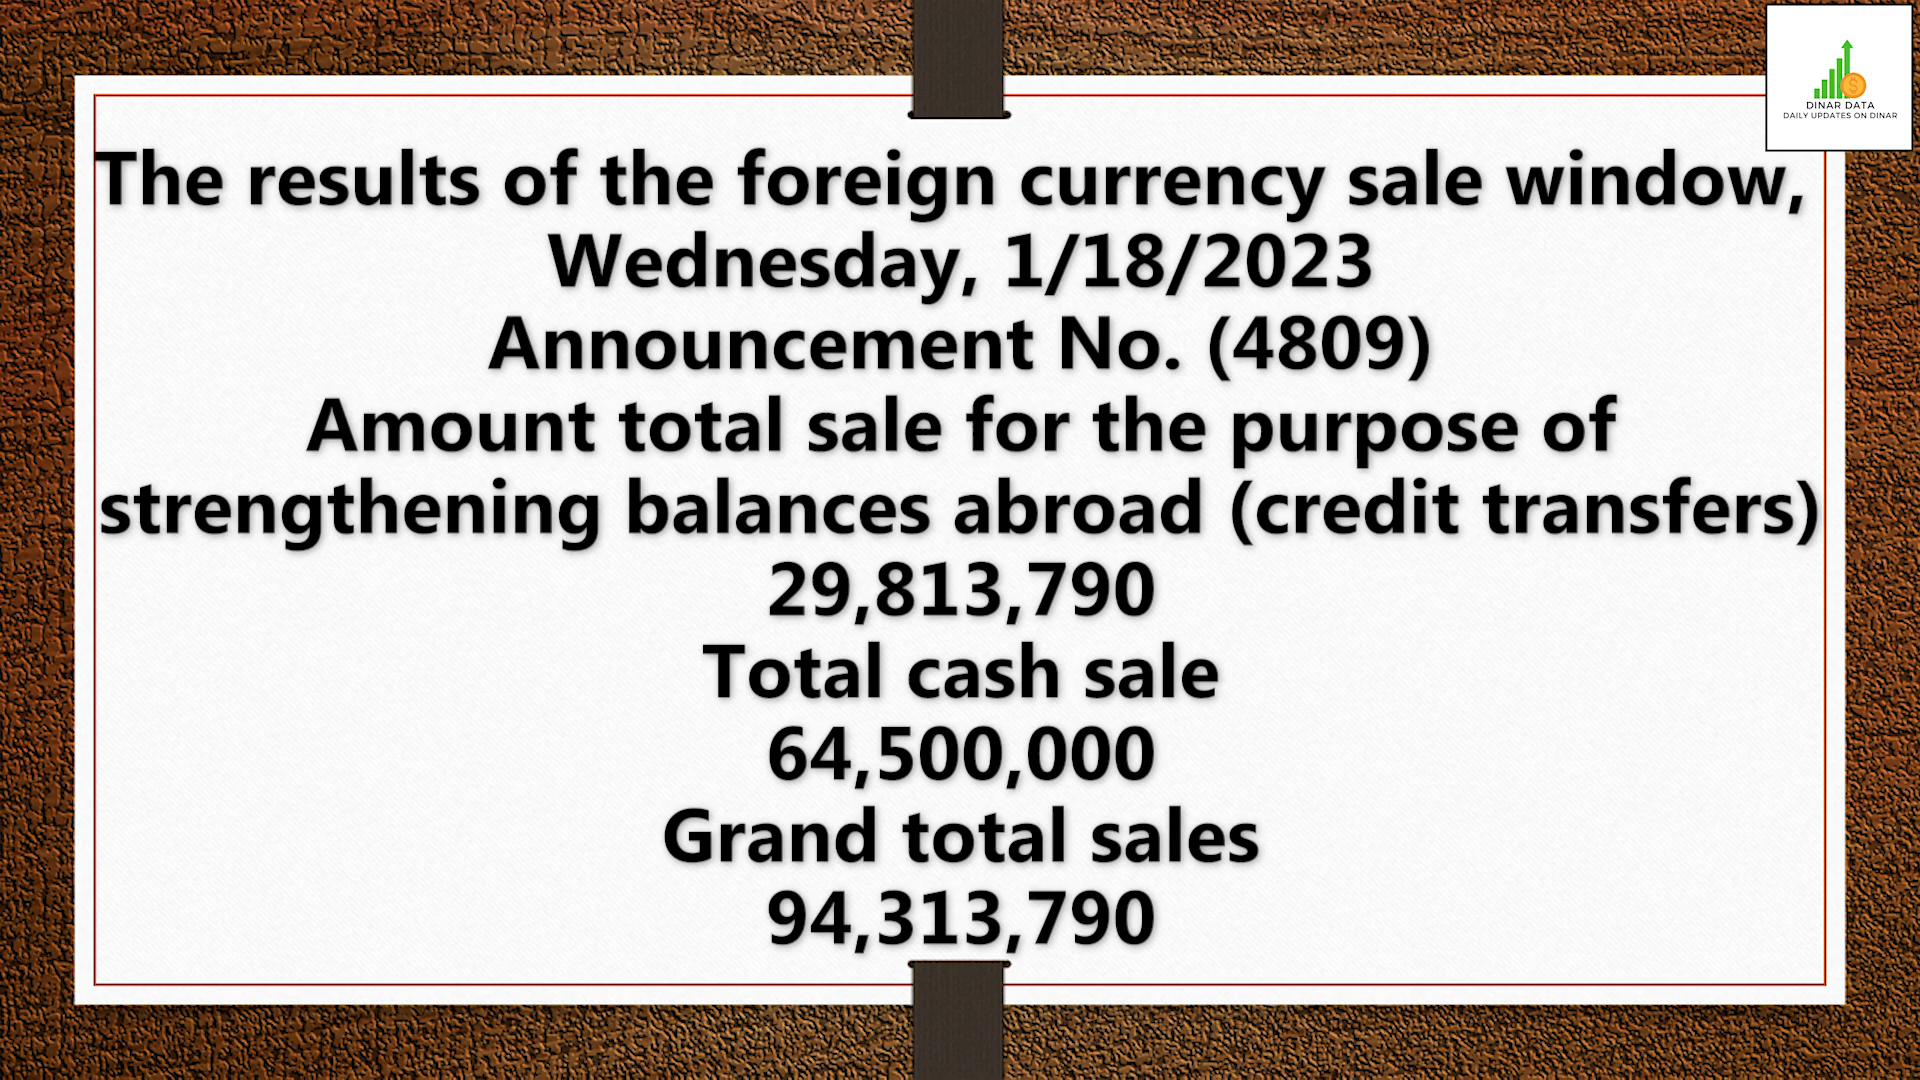 DINAR DATA
DAILY UPDATES ON DINAR
The results of the foreign currency sale window,
Wednesday, 1/18/2023
Announcement No. (4809)
Amount total sale for the purpose of
strengthening balances abroad (credit transfers)
29,813,790
Total cash sale
64,500,000
Grand total sales
94,313,790